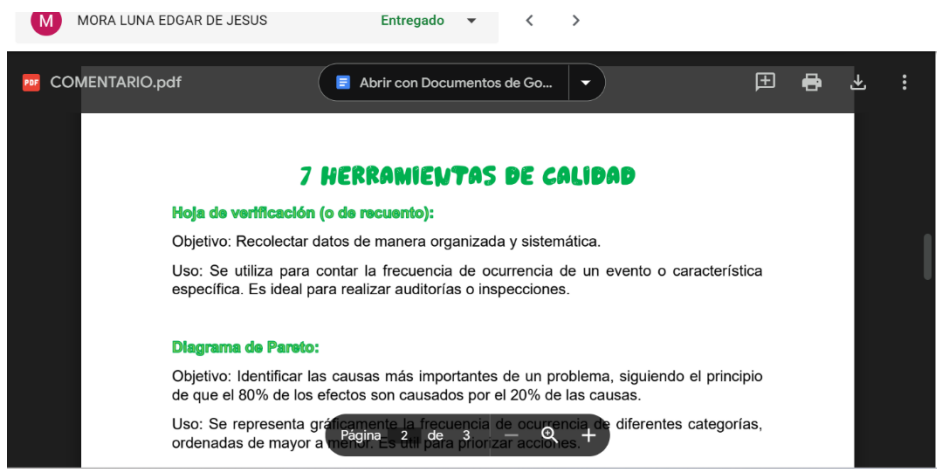 M MORA LUNA EDGAR DE JESUS Entregado
PDF COMENTARIO.pdf Abrir con Documentos de Go...
7 HERRAMIENTAS DE CALIDAD
Hoja de verificación (o de recuento):
Objetivo: Recolectar datos de manera organizada y sistemática.
Uso: Se utiliza para contar la frecuencia de ocurrencia de un evento o característica
específica. Es ideal para realizar auditorías o inspecciones.
Diagrama de Pareto:
Objetivo: Identificar las causas más importantes de un problema, siguiendo el principio
de que el 80% de los efectos son causados por el 20% de las causas.
Uso: Se representa gráficamente la frecuencia de ocurrencia de diferentes categorías,
ordenadas de mayor a menor. Es útil para priorizar acciones.
Página 2 de 3